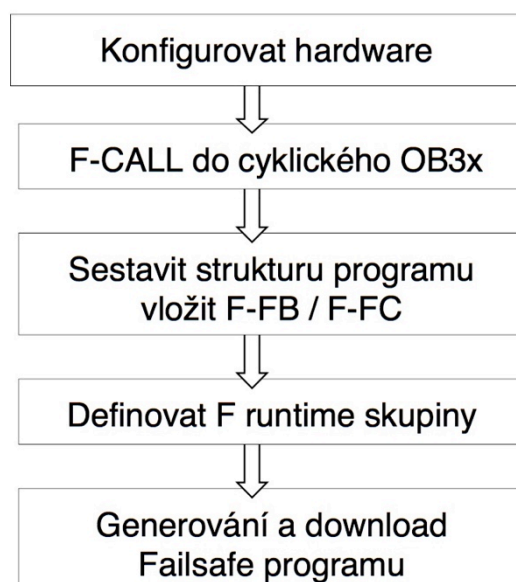 Konfigurovat hardware
F-CALL do cyklického OB3x
Sestavit strukturu programu
vložit F-FB / F-FC
Definovat F runtime skupiny
Generování a download
Failsafe programu